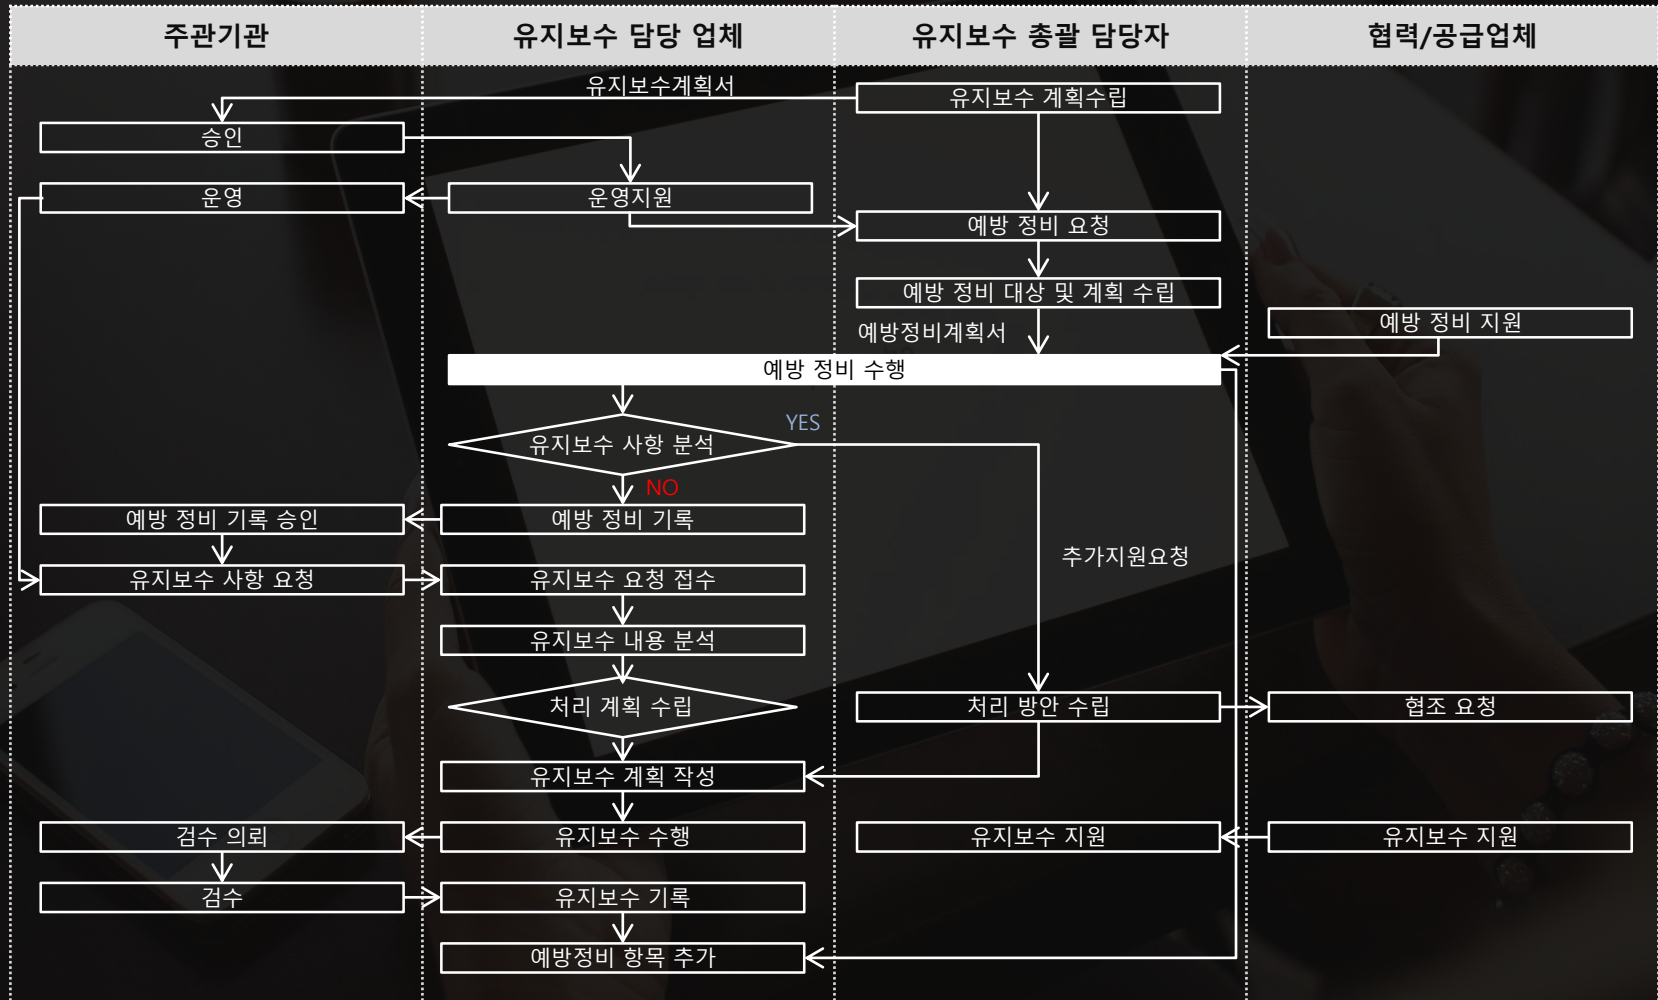 주관기관
유지보수 담당 업체
유지보수 총괄 담당자
협력/공급업체
유지보수계획서
유지보수 계획수립
승인
운영
운영지원
예방 정비 요청
예방 정비 대상 및 계획 수립
예방정비계획서
예방 정비 지원
예방 정비 수행
YES
유지보수 사항 분석
NO
예방 정비 기록 승인
예방 정비 기록
추가지원요청
유지보수 사항 요청
유지보수 요청 접수
유지보수 내용 분석
처리 계획 수립
처리 방안 수립
협조 요청
유지보수 계획 작성
검수 의뢰
유지보수 수행
유지보수 지원
유지보수 지원
검수
유지보수 기록
예방정비 항목 추가